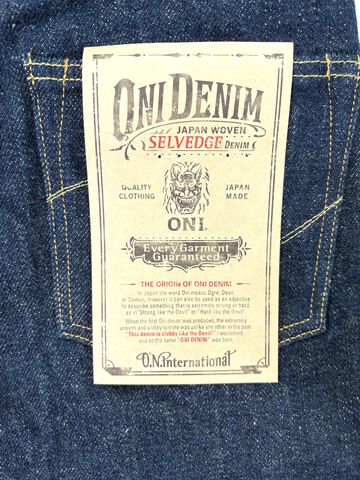 ONI DENIM
JAPAN WOVEN
SELVEDGE DENIM
QUALITY CLOTHING
JAPAN MADE
ONI.
Every Garment
Guaranteed
THE ORIGIN OF ONI DENIM
In Japan the word Oni means Ogre, Devil,
or Demon, however it can also be used as an adjective
to describe something that is extremely strong or hard,
as in "Strong like the Devil" or "Hard like the Devil".
When the first Oni denim was produced, the extremely
uneven and slubby texture was unlike any other in the past.
"This denim is slubby like the Devil!" I exclaimed,
and so the name "ONI DENIM" was born.
O.N.International